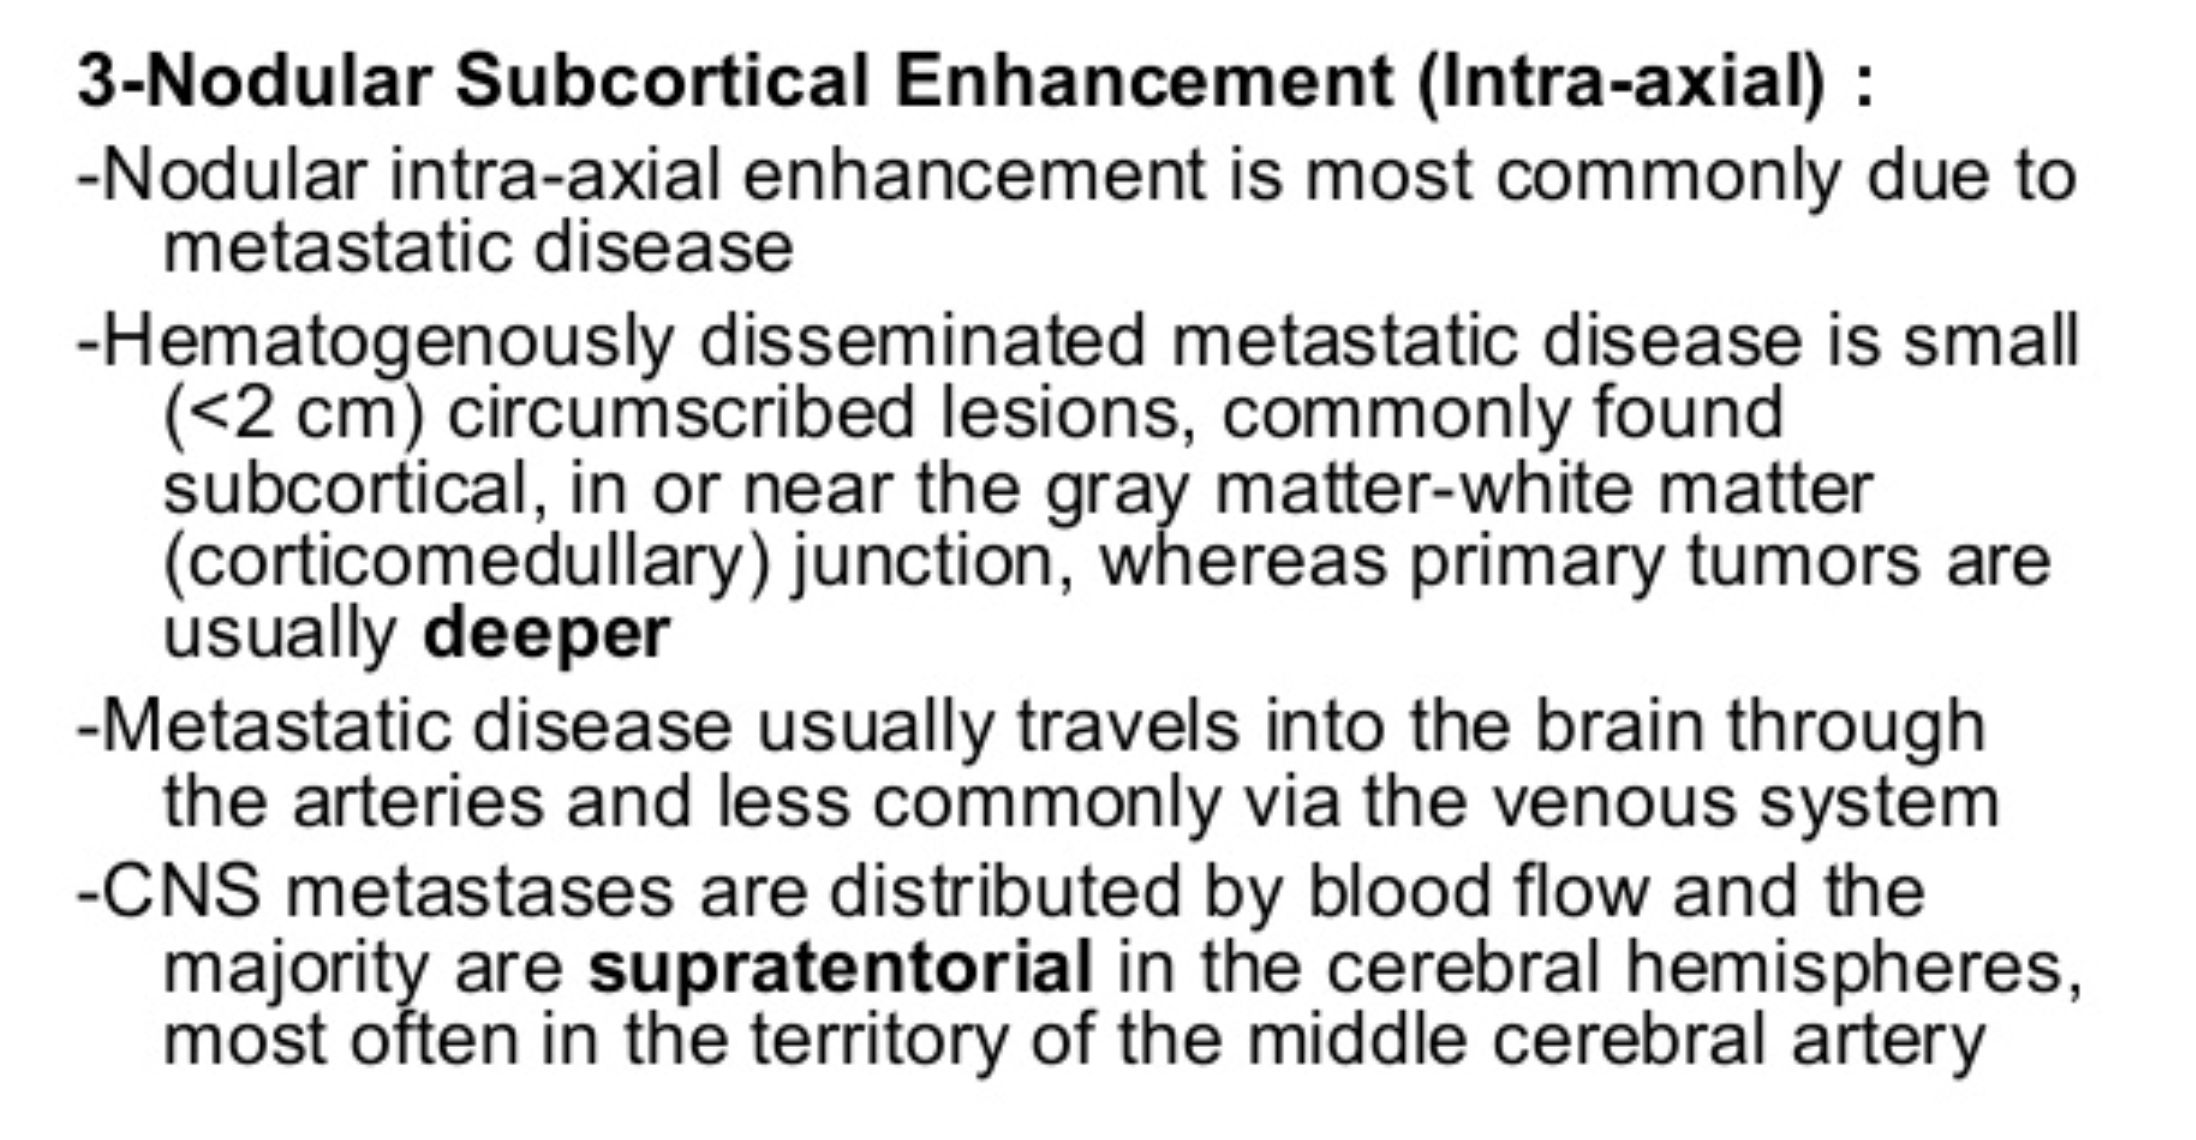 3-Nodular Subcortical Enhancement (Intra-axial) :
-Nodular intra-axial enhancement is most commonly due to
metastatic disease
-Hematogenously disseminated metastatic disease is small
(<2 cm) circumscribed lesions, commonly found
subcortical, in or near the gray matter-white matter
(corticomedullary) junction, whereas primary tumors are
usually deeper
-Metastatic disease usually travels into the brain through
the arteries and less commonly via the venous system
-CNS metastases are distributed by blood flow and the
majority are supratentorial in the cerebral hemispheres,
most often in the territory of the middle cerebral artery